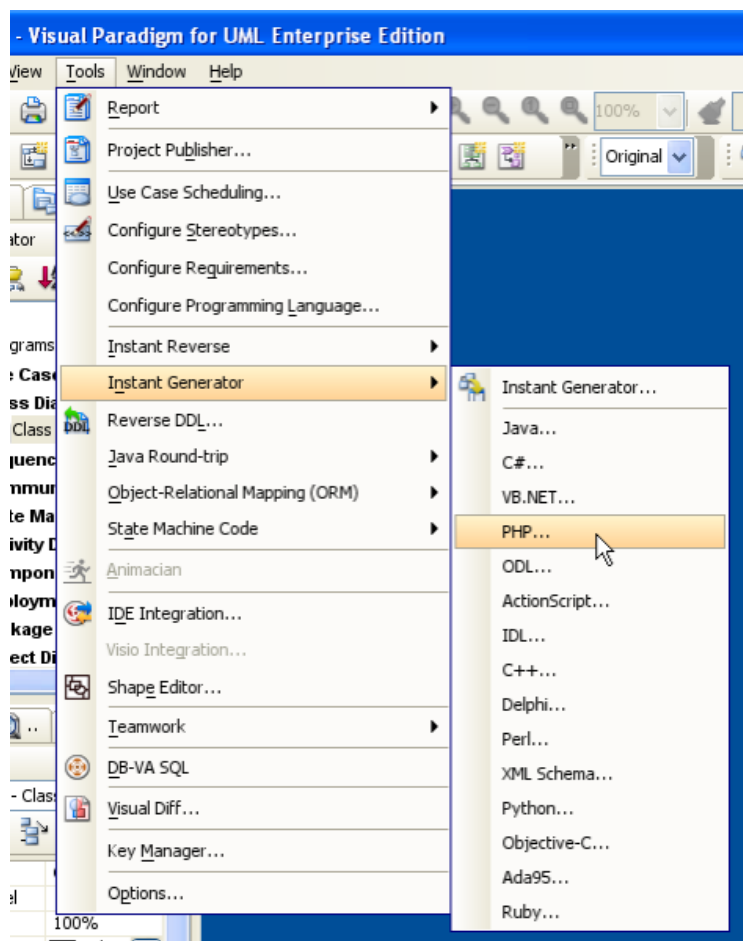 - Visual Paradigm for UML Enterprise Edition
View Tools Window Help
Report
100%
Project Publisher...
Original
Use Case Scheduling...
Configure Stereotypes...
Configure Requirements...
Configure Programming Language...
Instant Reverse
Instant Generator
Reverse DDL...
DDL
Java Round-trip
Object-Relational Mapping (ORM)
State Machine Code
Animacian
IDE Integration...
Visio Integration...
Shape Editor...
Teamwork
DB-VA SQL
Visual Diff...
Key Manager...
Options...
Instant Generator...
Java...
C#...
VB.NET...
PHP...
ODL...
ActionScript...
IDL...
C++...
Delphi...
Perl...
XML Schema...
Python...
Objective-C...
Ada95...
Ruby...
Class
100%